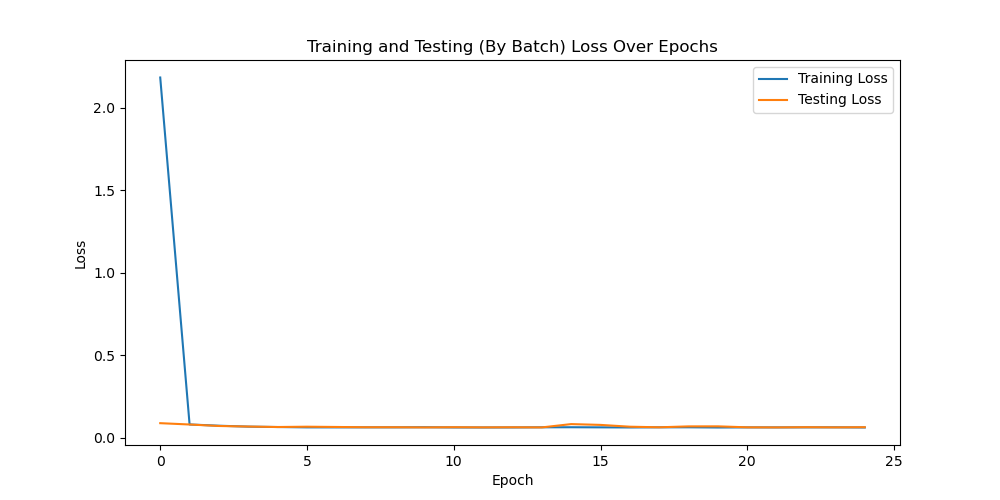 Training and Testing (By Batch) Loss Over Epochs
Training Loss
Testing Loss
2.0
1.5
1.0
0.5
0.0
Loss
0 5 10 15 20 25
Epoch